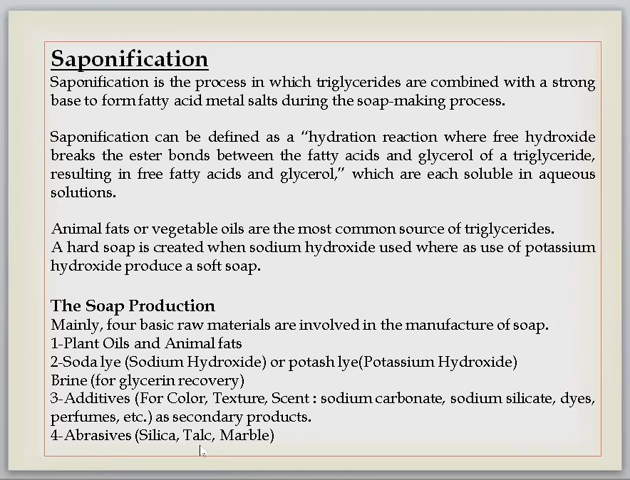 Saponification
Saponification is the process in which triglycerides are combined with a strong
base to form fatty acid metal salts during the soap-making process.
Saponification can be defined as a “hydration reaction where free hydroxide
breaks the ester bonds between the fatty acids and glycerol of a triglyceride,
resulting in free fatty acids and glycerol,” which are each soluble in aqueous
solutions.
Animal fats or vegetable oils are the most common source of triglycerides.
A hard soap is created when sodium hydroxide used where as use of potassium
hydroxide produce a soft soap.
The Soap Production
Mainly, four basic raw materials are involved in the manufacture of soap.
1-Plant Oils and Animal fats
2-Soda lye (Sodium Hydroxide) or potash lye(Potassium Hydroxide)
Brine (for glycerin recovery)
3-Additives (For Color, Texture, Scent : sodium carbonate, sodium silicate, dyes,
perfumes, etc.) as secondary products.
4-Abrasives (Silica, Talc, Marble)